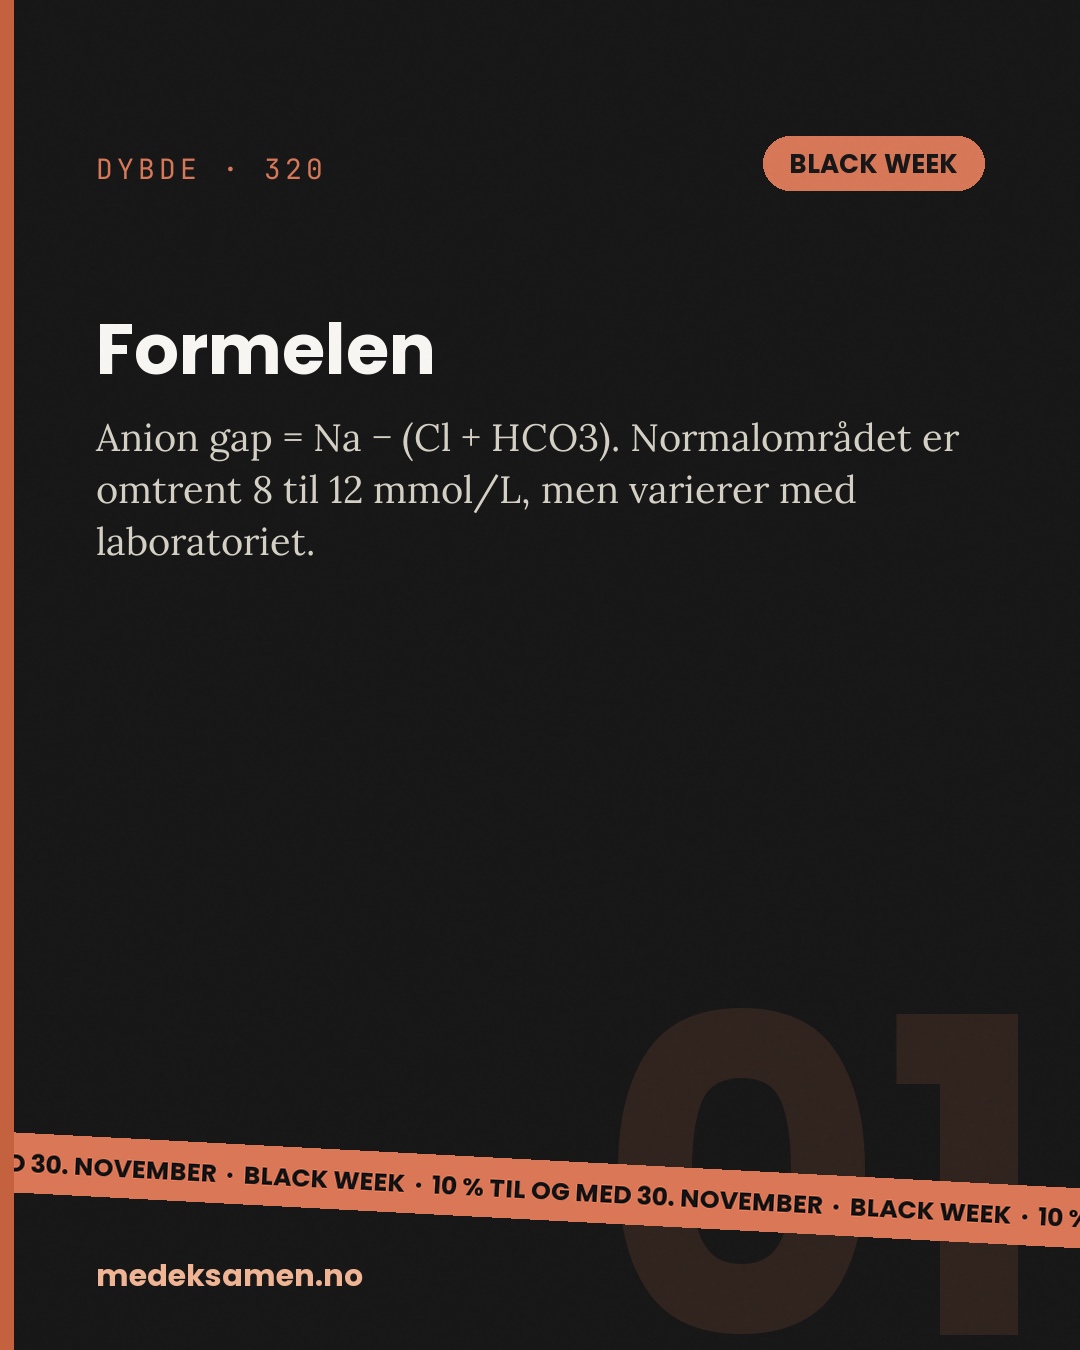 DYBDE · 320
BLACK WEEK
Formelen
Anion gap = Na − (Cl + HCO3). Normalområdet er
omtrent 8 til 12 mmol/L, men varierer med
laboratoriet.
01
30. NOVEMBER · BLACK WEEK · 10 % TIL OG MED 30. NOVEMBER · BLACK WEEK · 10 %
medeksamen.no